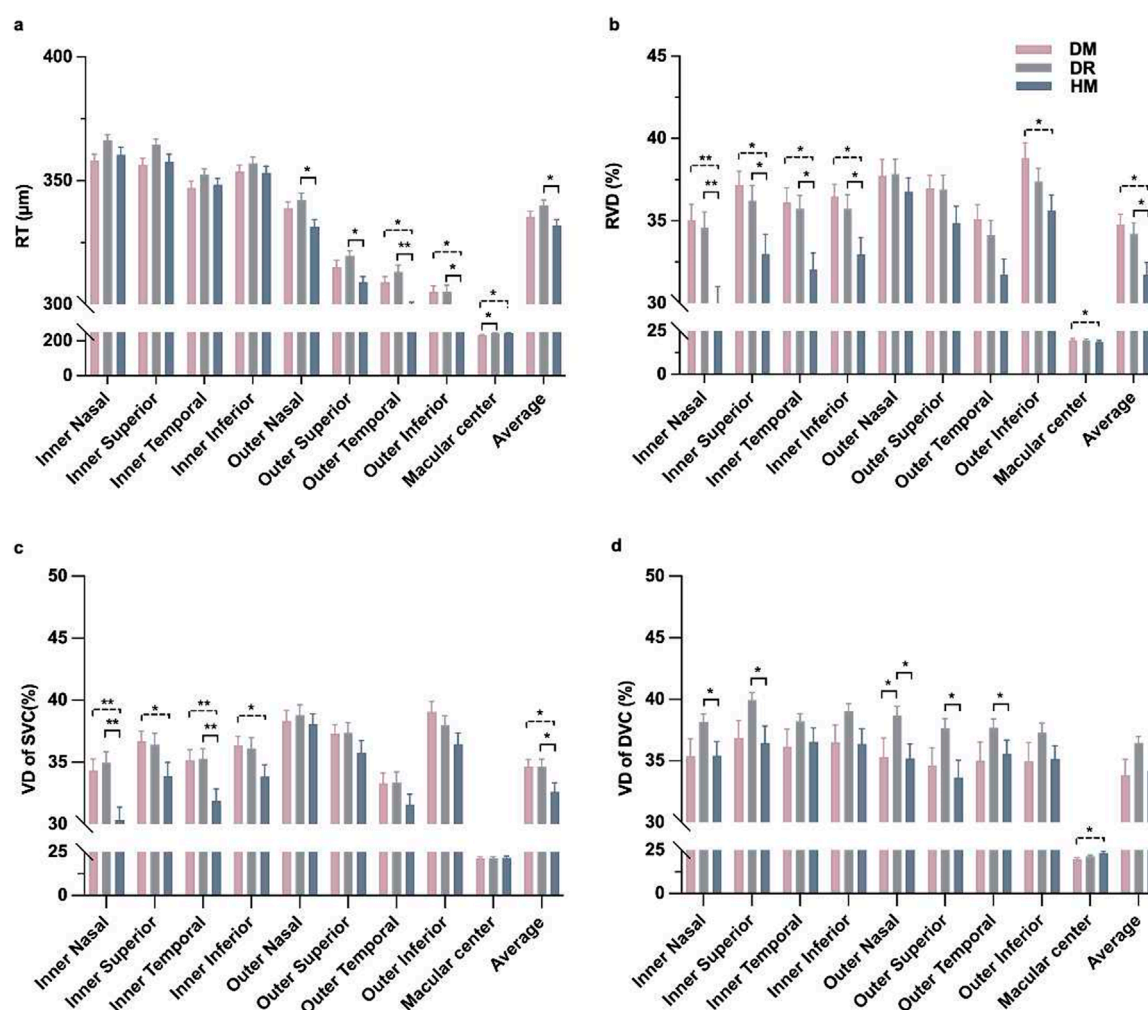 a
400
350
300
200
0
RT (μm)
* * * ** * * * * *
Inner Nasal
Inner Superior
Inner Temporal
Inner Inferior
Outer Nasal
Outer Superior
Outer Temporal
Outer Inferior
Macular center
Average
b
45
40
35
30
25
0
RVD (%)
DM
DR
HM
** ** * * * * * * * * * *
Inner Nasal
Inner Superior
Inner Temporal
Inner Inferior
Outer Nasal
Outer Superior
Outer Temporal
Outer Inferior
Macular center
Average
c
50
45
40
35
30
25
0
VD of SVC(%)
** ** * ** ** * * *
Inner Nasal
Inner Superior
Inner Temporal
Inner Inferior
Outer Nasal
Outer Superior
Outer Temporal
Outer Inferior
Macular center
Average
d
50
45
40
35
30
25
0
VD of DVC (%)
* * * * * * *
Inner Nasal
Inner Superior
Inner Temporal
Inner Inferior
Outer Nasal
Outer Superior
Outer Temporal
Outer Inferior
Macular center
Average